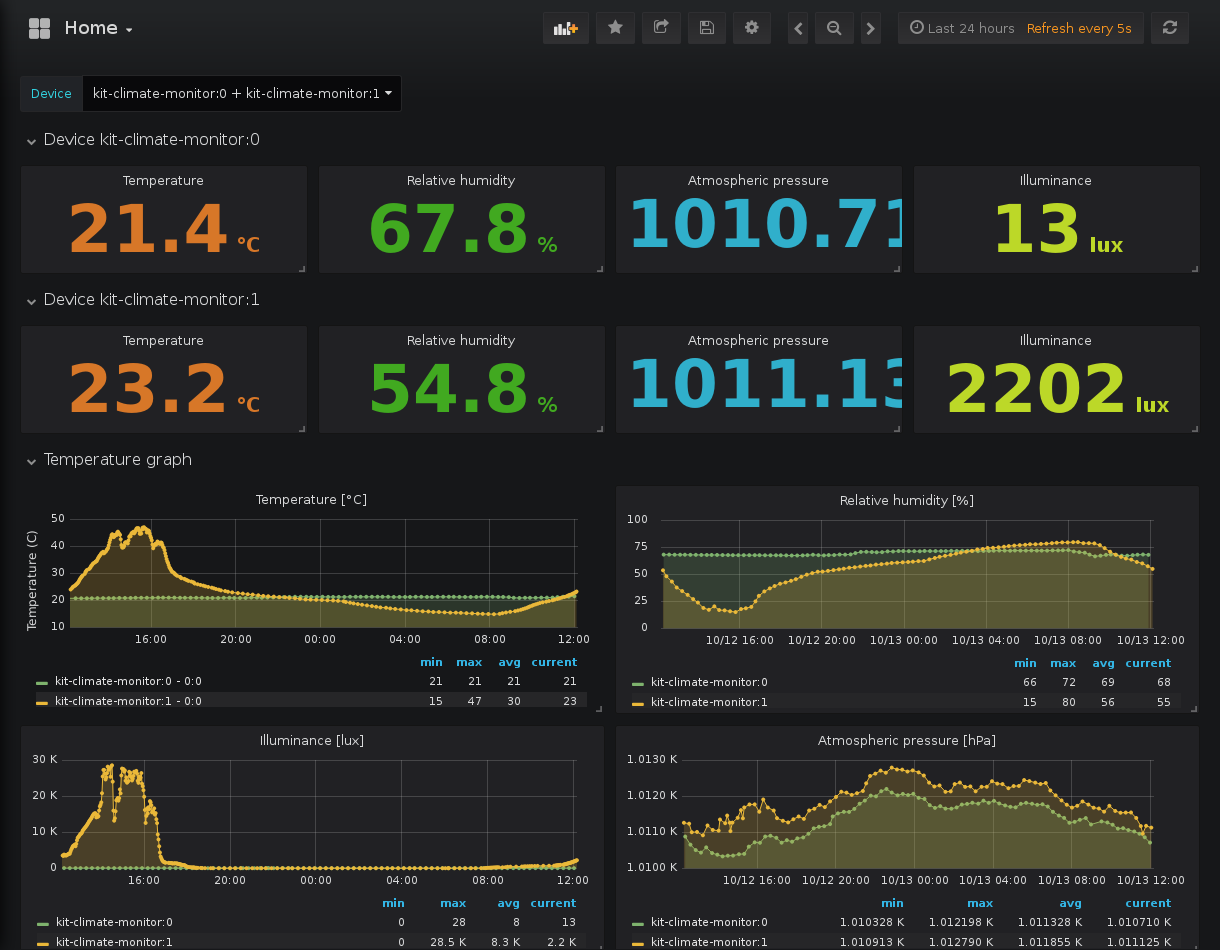 Home
Last 24 hours Refresh every 5s
Device kit-climate-monitor:0 + kit-climate-monitor:1
Device kit-climate-monitor:0
Temperature Relative humidity Atmospheric pressure Illuminance
21.4 °C 67.8 % 1010.71 13 lux
Device kit-climate-monitor:1
Temperature Relative humidity Atmospheric pressure Illuminance
23.2 °C 54.8 % 1011.13 2202 lux
Temperature graph
Temperature [°C]
Temperature (C)
50
40
30
20
10
16:00 20:00 00:00 04:00 08:00 12:00
min max avg current
kit-climate-monitor:0 - 0:0 21 21 21 21
kit-climate-monitor:1 - 0:0 15 47 30 23
Relative humidity [%]
100
75
50
25
0
10/12 16:00 10/12 20:00 10/13 00:00 10/13 04:00 10/13 08:00 10/13 12:00
min max avg current
kit-climate-monitor:0 66 72 69 68
kit-climate-monitor:1 15 80 56 55
Illuminance [lux]
30 K
20 K
10 K
0
16:00 20:00 00:00 04:00 08:00 12:00
min max avg current
kit-climate-monitor:0 0 28 8 13
kit-climate-monitor:1 0 28.5 K 8.3 K 2.2 K
Atmospheric pressure [hPa]
1.0130 K
1.0120 K
1.0110 K
1.0100 K
10/12 16:00 10/12 20:00 10/13 00:00 10/13 04:00 10/13 08:00 10/13 12:00
min max avg current
kit-climate-monitor:0 1.010328 K 1.012198 K 1.011328 K 1.010710 K
kit-climate-monitor:1 1.010913 K 1.012790 K 1.011855 K 1.011125 K